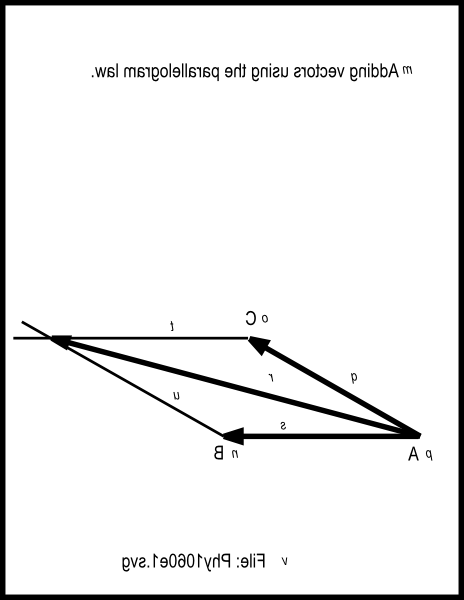 m Adding vectors using the parallelogram law.
o C
t
q
r
u
s
p A
n B
v File: Phy1060e1.svg